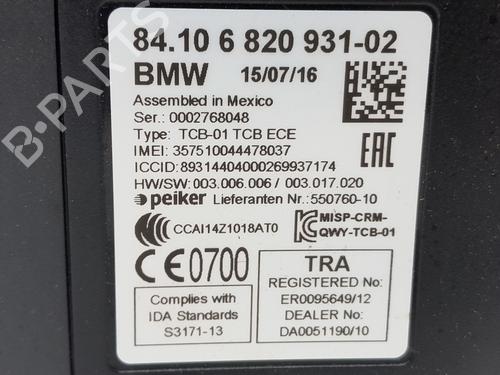 84.10 6 820 931-02
BMW 15/07/16
Assembled in Mexico
Ser.: 0002768048
Type: TCB-01 TCB ECE
IMEI: 357510044478037
ICCID: 89314404000269937174
HW/SW: 003.006.006 / 003.017.020
peiker Lieferanten Nr.: 550760-10
CCAI14Z1018AT0
MISP-CRM-
QWY-TCB-01
EAC
CE0700
Complies with
IDA Standards
S3171-13
TRA
REGISTERED No:
ER0095649/12
DEALER No:
DA0051190/10